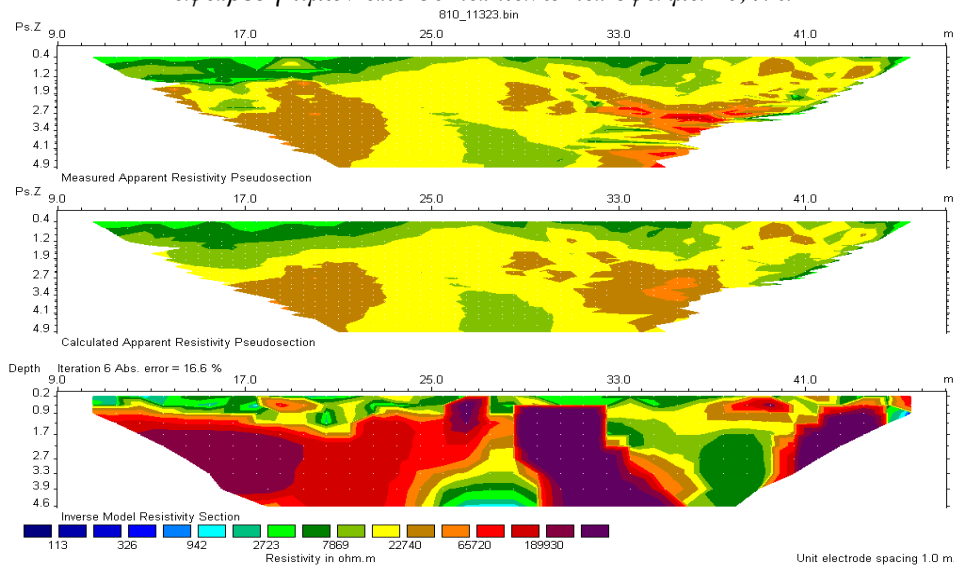 810_11323.bin
Ps.Z 9.0 17.0 25.0 33.0 41.0 m
0.4
1.2
1.9
2.7
3.4
4.1
4.9
Measured Apparent Resistivity Pseudosection
Ps.Z 9.0 17.0 25.0 33.0 41.0 m
0.4
1.2
1.9
2.7
3.4
4.1
4.9
Calculated Apparent Resistivity Pseudosection
Depth Iteration 6 Abs. error = 16.6 %
9.0 17.0 25.0 33.0 41.0 m
0.2
0.9
1.7
2.7
3.3
4.6
Inverse Model Resistivity Section
113 326 942 2723 7869 22740 65720 189930
Resistivity in ohm.m
Unit electrode spacing 1.0 m.